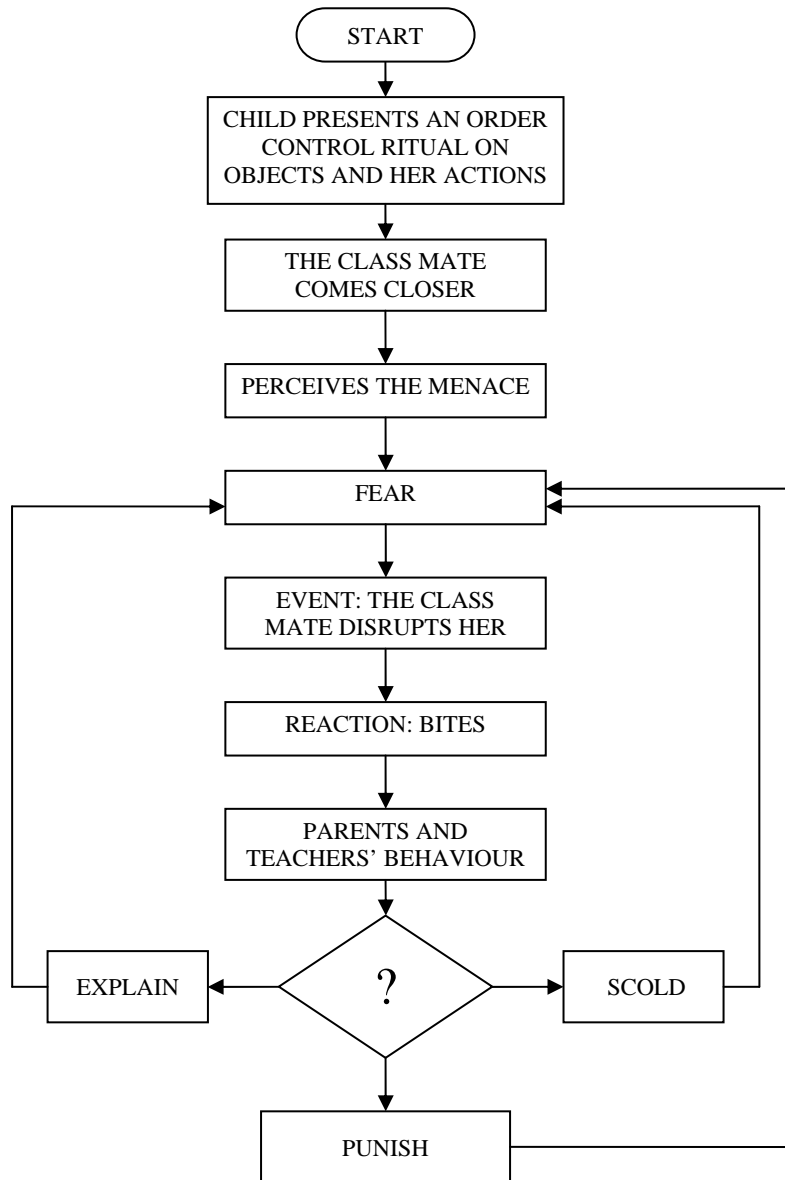 START
CHILD PRESENTS AN ORDER
CONTROL RITUAL ON
OBJECTS AND HER ACTIONS
THE CLASS MATE
COMES CLOSER
PERCEIVES THE MENACE
FEAR
EVENT: THE CLASS
MATE DISRUPTS HER
REACTION: BITES
PARENTS AND
TEACHERS’ BEHAVIOUR
EXPLAIN
?
SCOLD
PUNISH